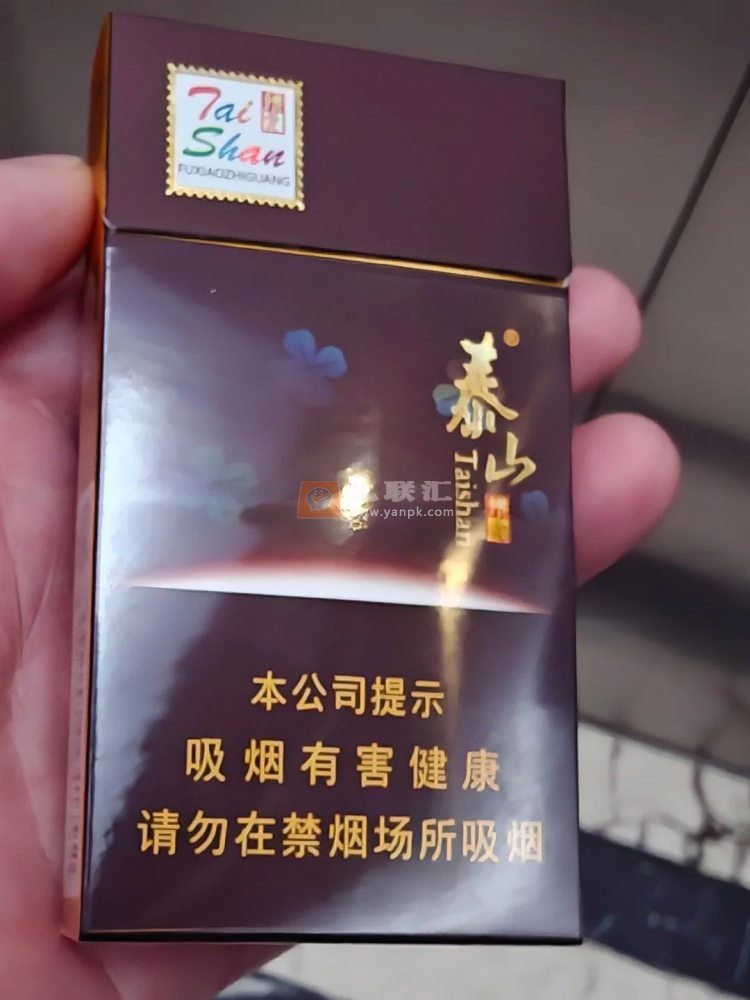 Tai
Shan
FUXIAOZHIGUANG
泰山
Taishan
联汇
www.yanpk.com
本公司提示
吸烟有害健康
请勿在禁烟场所吸烟